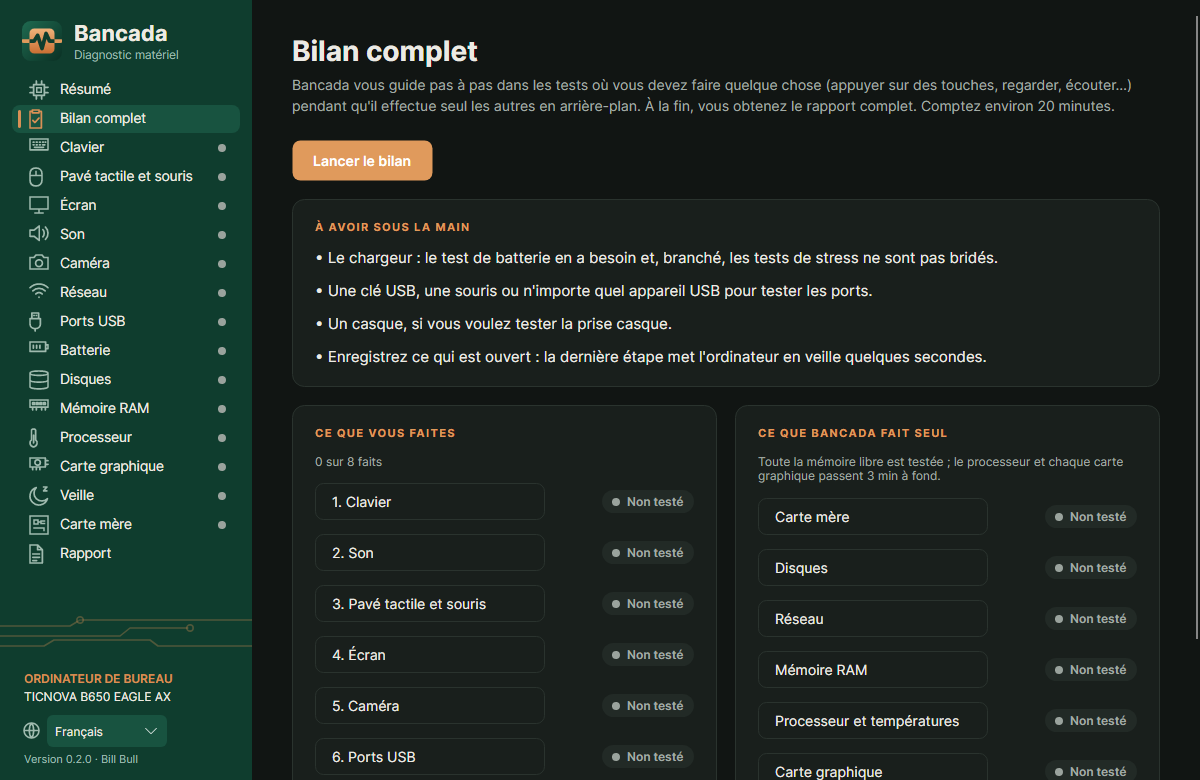 Bancada
Diagnostic matériel
Résumé
Bilan complet
Clavier
Pavé tactile et souris
Écran
Son
Caméra
Réseau
Ports USB
Batterie
Disques
Mémoire RAM
Processeur
Carte graphique
Veille
Carte mère
Rapport
ORDINATEUR DE BUREAU
TICNOVA B650 EAGLE AX
Français
Version 0.2.0 · Bill Bull
Bilan complet
Bancada vous guide pas à pas dans les tests où vous devez faire quelque chose (appuyer sur des touches, regarder, écouter...)
pendant qu'il effectue seul les autres en arrière-plan. À la fin, vous obtenez le rapport complet. Comptez environ 20 minutes.
Lancer le bilan
À AVOIR SOUS LA MAIN
• Le chargeur : le test de batterie en a besoin et, branché, les tests de stress ne sont pas bridés.
• Une clé USB, une souris ou n'importe quel appareil USB pour tester les ports.
• Un casque, si vous voulez tester la prise casque.
• Enregistrez ce qui est ouvert : la dernière étape met l'ordinateur en veille quelques secondes.
CE QUE VOUS FAITES
0 sur 8 faits
1. Clavier Non testé
2. Son Non testé
3. Pavé tactile et souris Non testé
4. Écran Non testé
5. Caméra Non testé
6. Ports USB Non testé
CE QUE BANCADA FAIT SEUL
Toute la mémoire libre est testée ; le processeur et chaque carte
graphique passent 3 min à fond.
Carte mère Non testé
Disques Non testé
Réseau Non testé
Mémoire RAM Non testé
Processeur et températures Non testé
Carte graphique Non testé